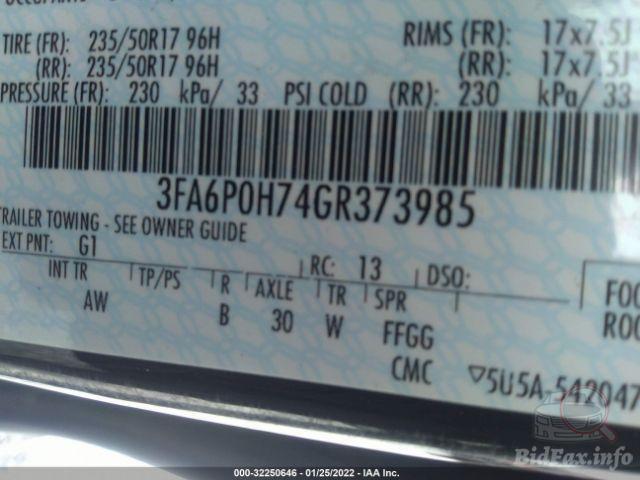 TIRE (FR): 235/50R17 96H RIMS (FR): 17x7.5J
(RR): 235/50R17 96H (RR): 17x7.5J
PRESSURE (FR): 230 kPa/ 33 PSI COLD (RR): 230 kPa/ 33
3FA6P0H74GR373985
TRAILER TOWING - SEE OWNER GUIDE
EXT PNT: G1 RC: 13 DSO:
INT TR TP/PS R AXLE TR SPR
AW B 30 W FFGG
CMC ▽5U5A-542047
BidFax.info
000-32250646 - 01/25/2022 - IAA Inc.